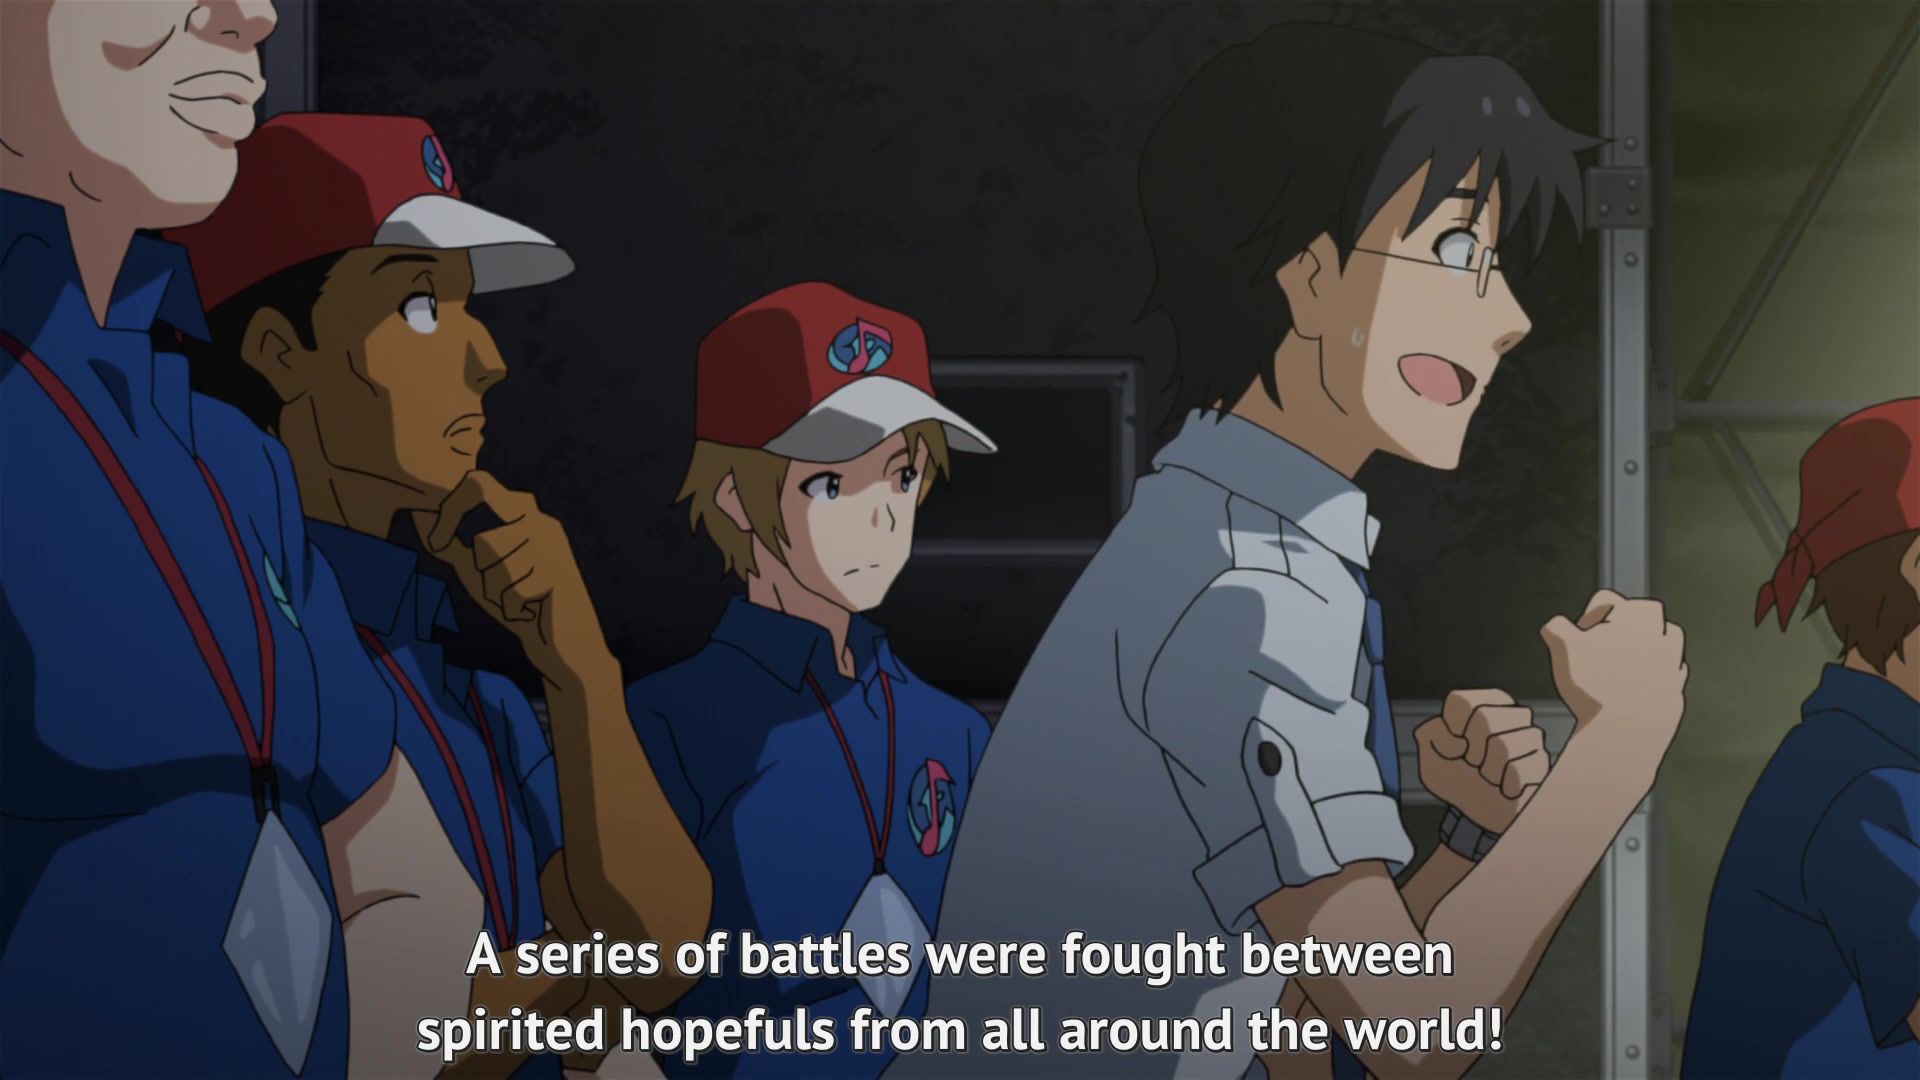 A series of battles were fought between
spirited hopefuls from all around the world!